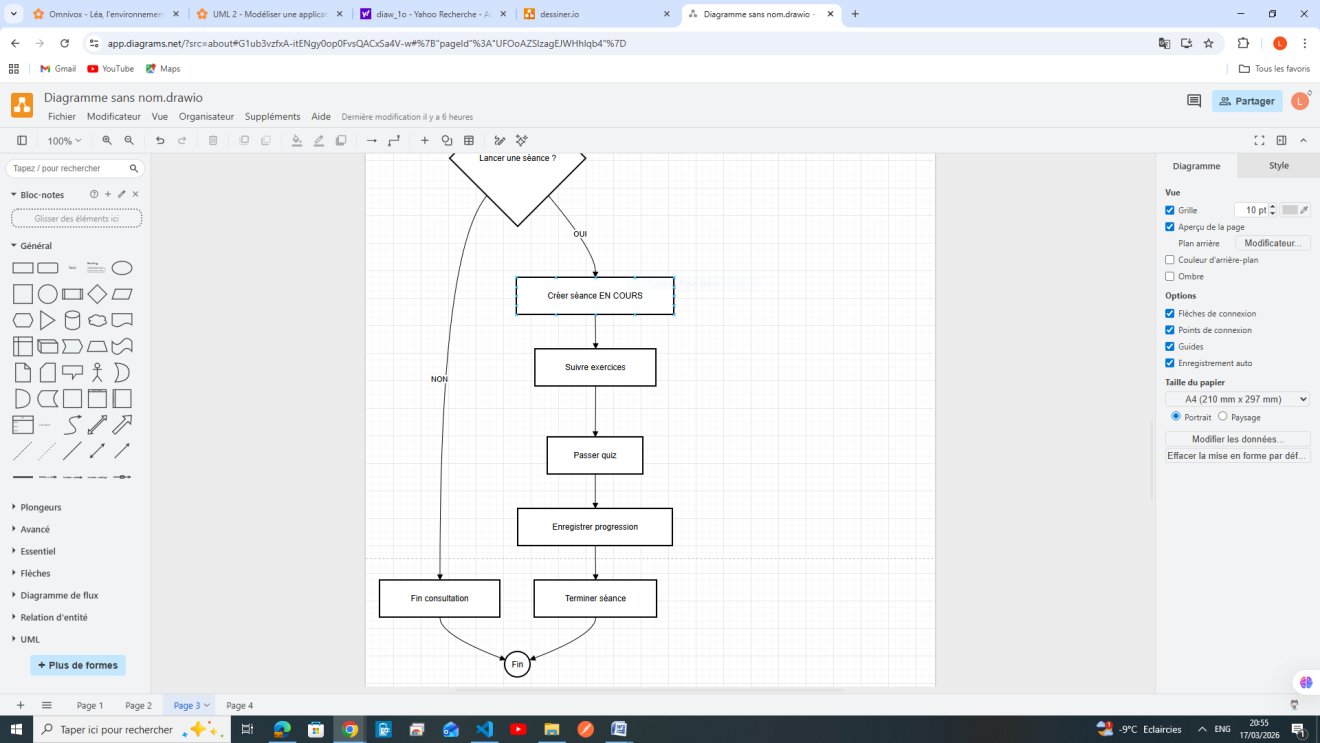 Omnivox - Léa, l'environnemen
UML 2 - Modéliser une applicat
diaw_1o - Yahoo Recherche - A
dessiner.io
Diagramme sans nom.drawio -
app.diagrams.net/?src=about#G1ub3vzfxA-itENgy0op0FvsQACxSa4V-w#%7B"pageId"%3A"UFOoAZSlzagEJWHhIqb4"%7D
Gmail
YouTube
Maps
Tous les favoris
Diagramme sans nom.drawio
Fichier Modificateur Vue Organisateur Suppléments Aide Dernière modification il y a 6 heures
Partager
L
100%
Tapez / pour rechercher
Bloc-notes
Glisser des éléments ici
Général
Text
Plongeurs
Avancé
Essentiel
Flèches
Diagramme de flux
Relation d'entité
UML
+ Plus de formes
Lancer une séance ?
OUI
Créer séance EN COURS
Suivre exercices
NON
Passer quiz
Enregistrer progression
Fin consultation
Terminer séance
Fin
Diagramme
Style
Vue
Grille
10 pt
Aperçu de la page
Plan arrière
Modificateur...
Couleur d'arrière-plan
Ombre
Options
Flèches de connexion
Points de connexion
Guides
Enregistrement auto
Taille du papier
A4 (210 mm x 297 mm)
Portrait
Paysage
Modifier les données...
Effacer la mise en forme par déf...
Page 1
Page 2
Page 3
Page 4
Taper ici pour rechercher
-9°C Eclaircies
ENG
20:55
17/03/2026